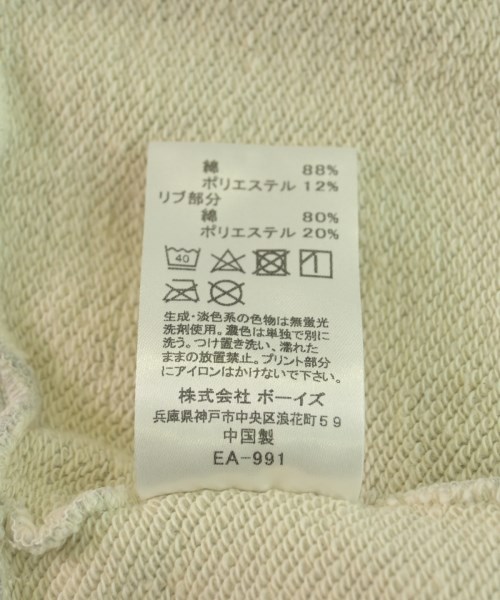 綿 88%
ポリエステル 12%
リブ部分
綿 80%
ポリエステル 20%
40
生成・淡色系の色物は無蛍光
洗剤使用。濃色は単独で別に
洗う。つけ置き洗い、濡れた
ままの放置禁止。プリント部分
にアイロンはかけないで下さい。
株式会社 ボーイズ
兵庫県神戸市中央区浪花町59
中国製
EA-991